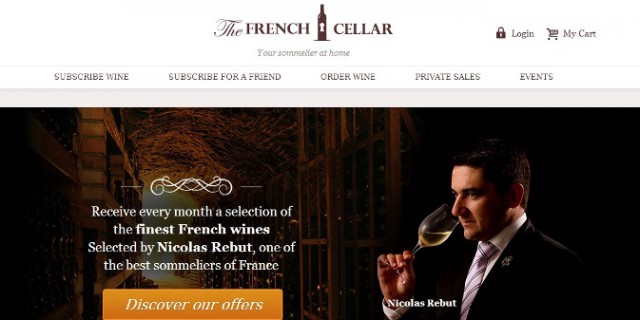 The FRENCH CELLAR
Your sommelier at home
Login
My Cart
SUBSCRIBE WINE
SUBSCRIBE FOR A FRIEND
ORDER WINE
PRIVATE SALES
EVENTS
Receive every month a selection of
the finest French wines
Selected by Nicolas Rebut, one of
the best sommeliers of France
Discover our offers
Nicolas Rebut